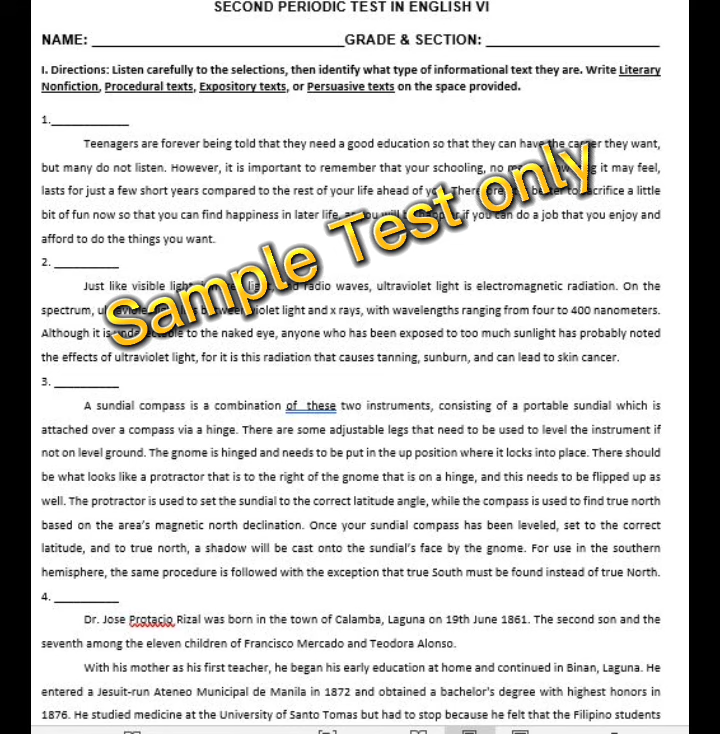 SECOND PERIODIC TEST IN ENGLISH VI
NAME: ____________________GRADE & SECTION: ____________________
I. Directions: Listen carefully to the selections, then identify what type of informational text they are. Write Literary
Nonfiction, Procedural texts, Expository texts, or Persuasive texts on the space provided.
1.____________
Teenagers are forever being told that they need a good education so that they can have the career they want,
but many do not listen. However, it is important to remember that your schooling, no it may feel,
lasts for just a few short years compared to the rest of your life ahead of sacrifice a little
bit of fun now so that you can find happiness in later life, if you can do a job that you enjoy and
afford to do the things you want.
2. __________
Just like visible radio waves, ultraviolet light is electromagnetic radiation. On the
spectrum, violet light and x rays, with wavelengths ranging from four to 400 nanometers.
Although it is to the naked eye, anyone who has been exposed to too much sunlight has probably noted
the effects of ultraviolet light, for it is this radiation that causes tanning, sunburn, and can lead to skin cancer.
Sample Test only
3. __________
A sundial compass is a combination of these two instruments, consisting of a portable sundial which is
attached over a compass via a hinge. There are some adjustable legs that need to be used to level the instrument if
not on level ground. The gnome is hinged and needs to be put in the up position where it locks into place. There should
be what looks like a protractor that is to the right of the gnome that is on a hinge, and this needs to be flipped up as
well. The protractor is used to set the sundial to the correct latitude angle, while the compass is used to find true north
based on the area's magnetic north declination. Once your sundial compass has been leveled, set to the correct
latitude, and to true north, a shadow will be cast onto the sundial's face by the gnome. For use in the southern
hemisphere, the same procedure is followed with the exception that true South must be found instead of true North.
4. __________
Dr. Jose Protacio Rizal was born in the town of Calamba, Laguna on 19th June 1861. The second son and the
seventh among the eleven children of Francisco Mercado and Teodora Alonso.
With his mother as his first teacher, he began his early education at home and continued in Binan, Laguna. He
entered a Jesuit-run Ateneo Municipal de Manila in 1872 and obtained a bachelor's degree with highest honors in
1876. He studied medicine at the University of Santo Tomas but had to stop because he felt that the Filipino students